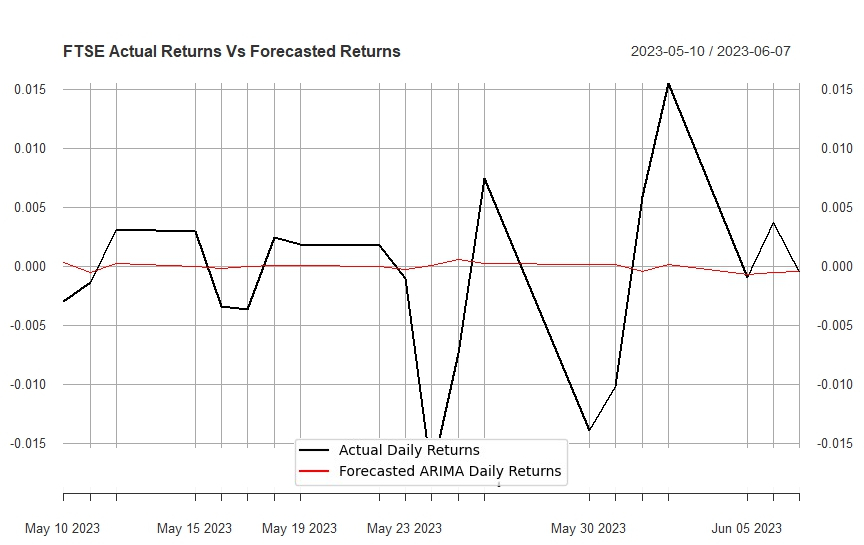 FTSE Actual Returns Vs Forecasted Returns 2023-05-10 / 2023-06-07
0.015 0.015
0.010 0.010
0.005 0.005
0.000 0.000
-0.005 -0.005
-0.010 -0.010
-0.015 -0.015
Actual Daily Returns
Forecasted ARIMA Daily Returns
May 10 2023 May 15 2023 May 19 2023 May 23 2023 May 30 2023 Jun 05 2023